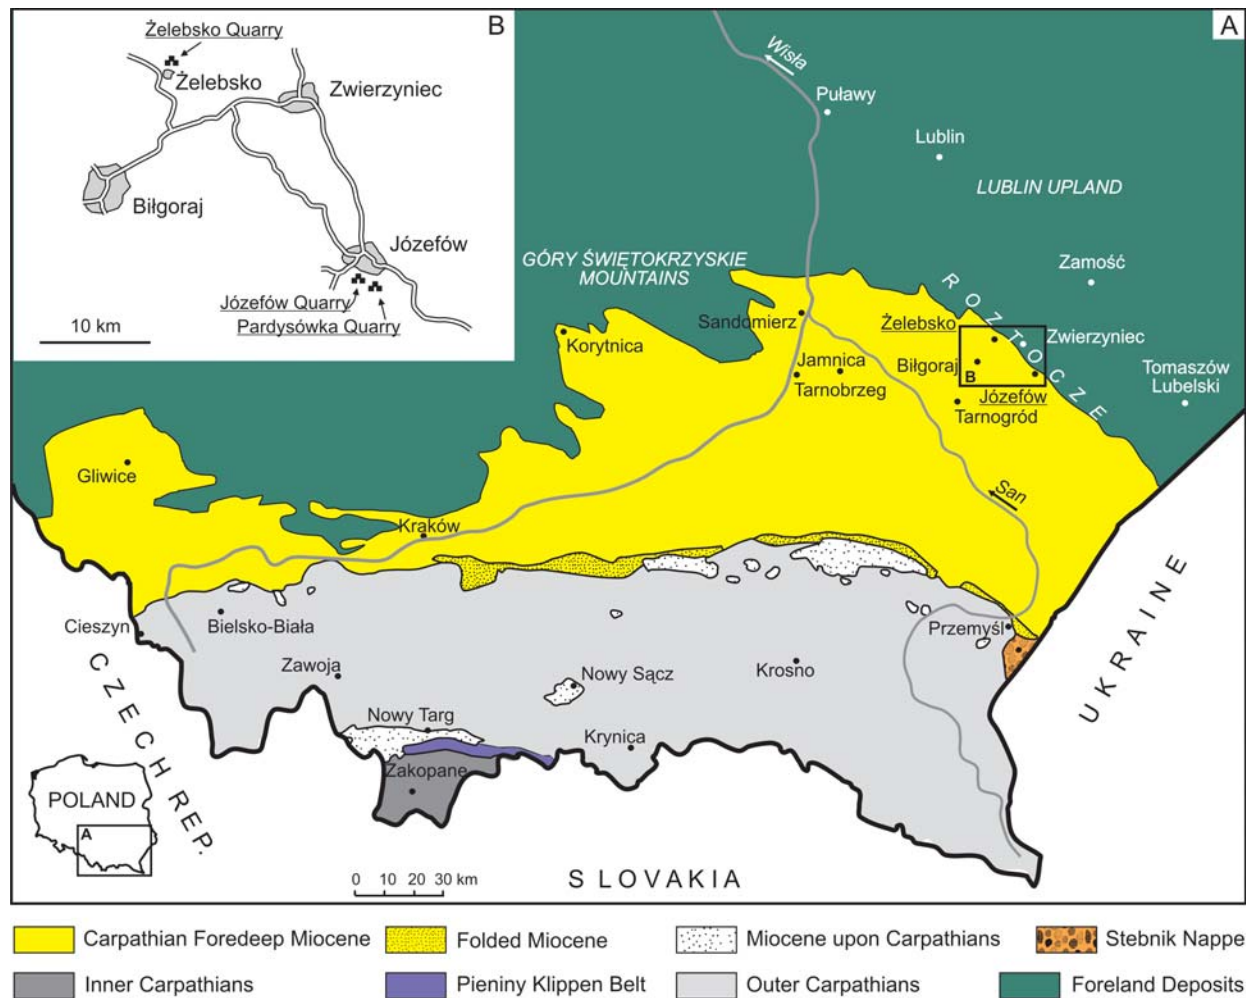 Żelebsko Quarry
B
A
Żelebsko
Zwierzyniec
Biłgoraj
Józefów
Józefów Quarry
Pardysówka Quarry
10 km
Wisła
Puławy
Lublin
LUBLIN UPLAND
GÓRY ŚWIĘTOKRZYSKIE
MOUNTAINS
Zamość
ROZTOCZE
Sandomierz
Żelebsko
Zwierzyniec
Korytnica
Jamnica
Biłgoraj
B
Tomaszów
Lubelski
Tarnobrzeg
Józefów
Tarnogród
Gliwice
San
Kraków
Cieszyn
Bielsko-Biała
Przemyśl
UKRAINE
Zawoja
Nowy Sącz
Krosno
CZECH REP.
Nowy Targ
Krynica
Zakopane
POLAND
A
SLOVAKIA
0 10 20 30 km
Carpathian Foredeep Miocene
Folded Miocene
Miocene upon Carpathians
Stebnik Nappe
Inner Carpathians
Pieniny Klippen Belt
Outer Carpathians
Foreland Deposits